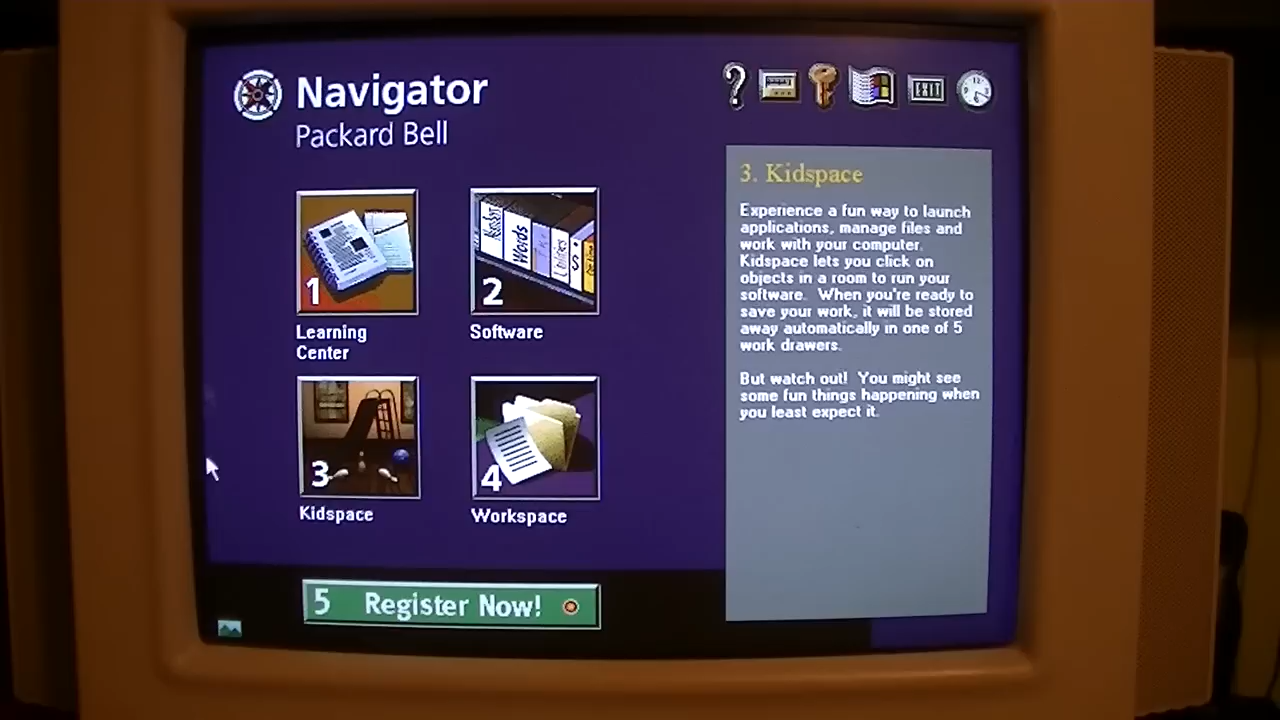 Navigator
Packard Bell
EXIT
1
Learning
Center
Words
Utilities
$
2
Software
3
Kidspace
4
Workspace
5 Register Now!
3. Kidspace
Experience a fun way to launch
applications, manage files and
work with your computer.
Kidspace lets you click on
objects in a room to run your
software. When you're ready to
save your work, it will be stored
away automatically in one of 5
work drawers.
But watch out! You might see
some fun things happening when
you least expect it.